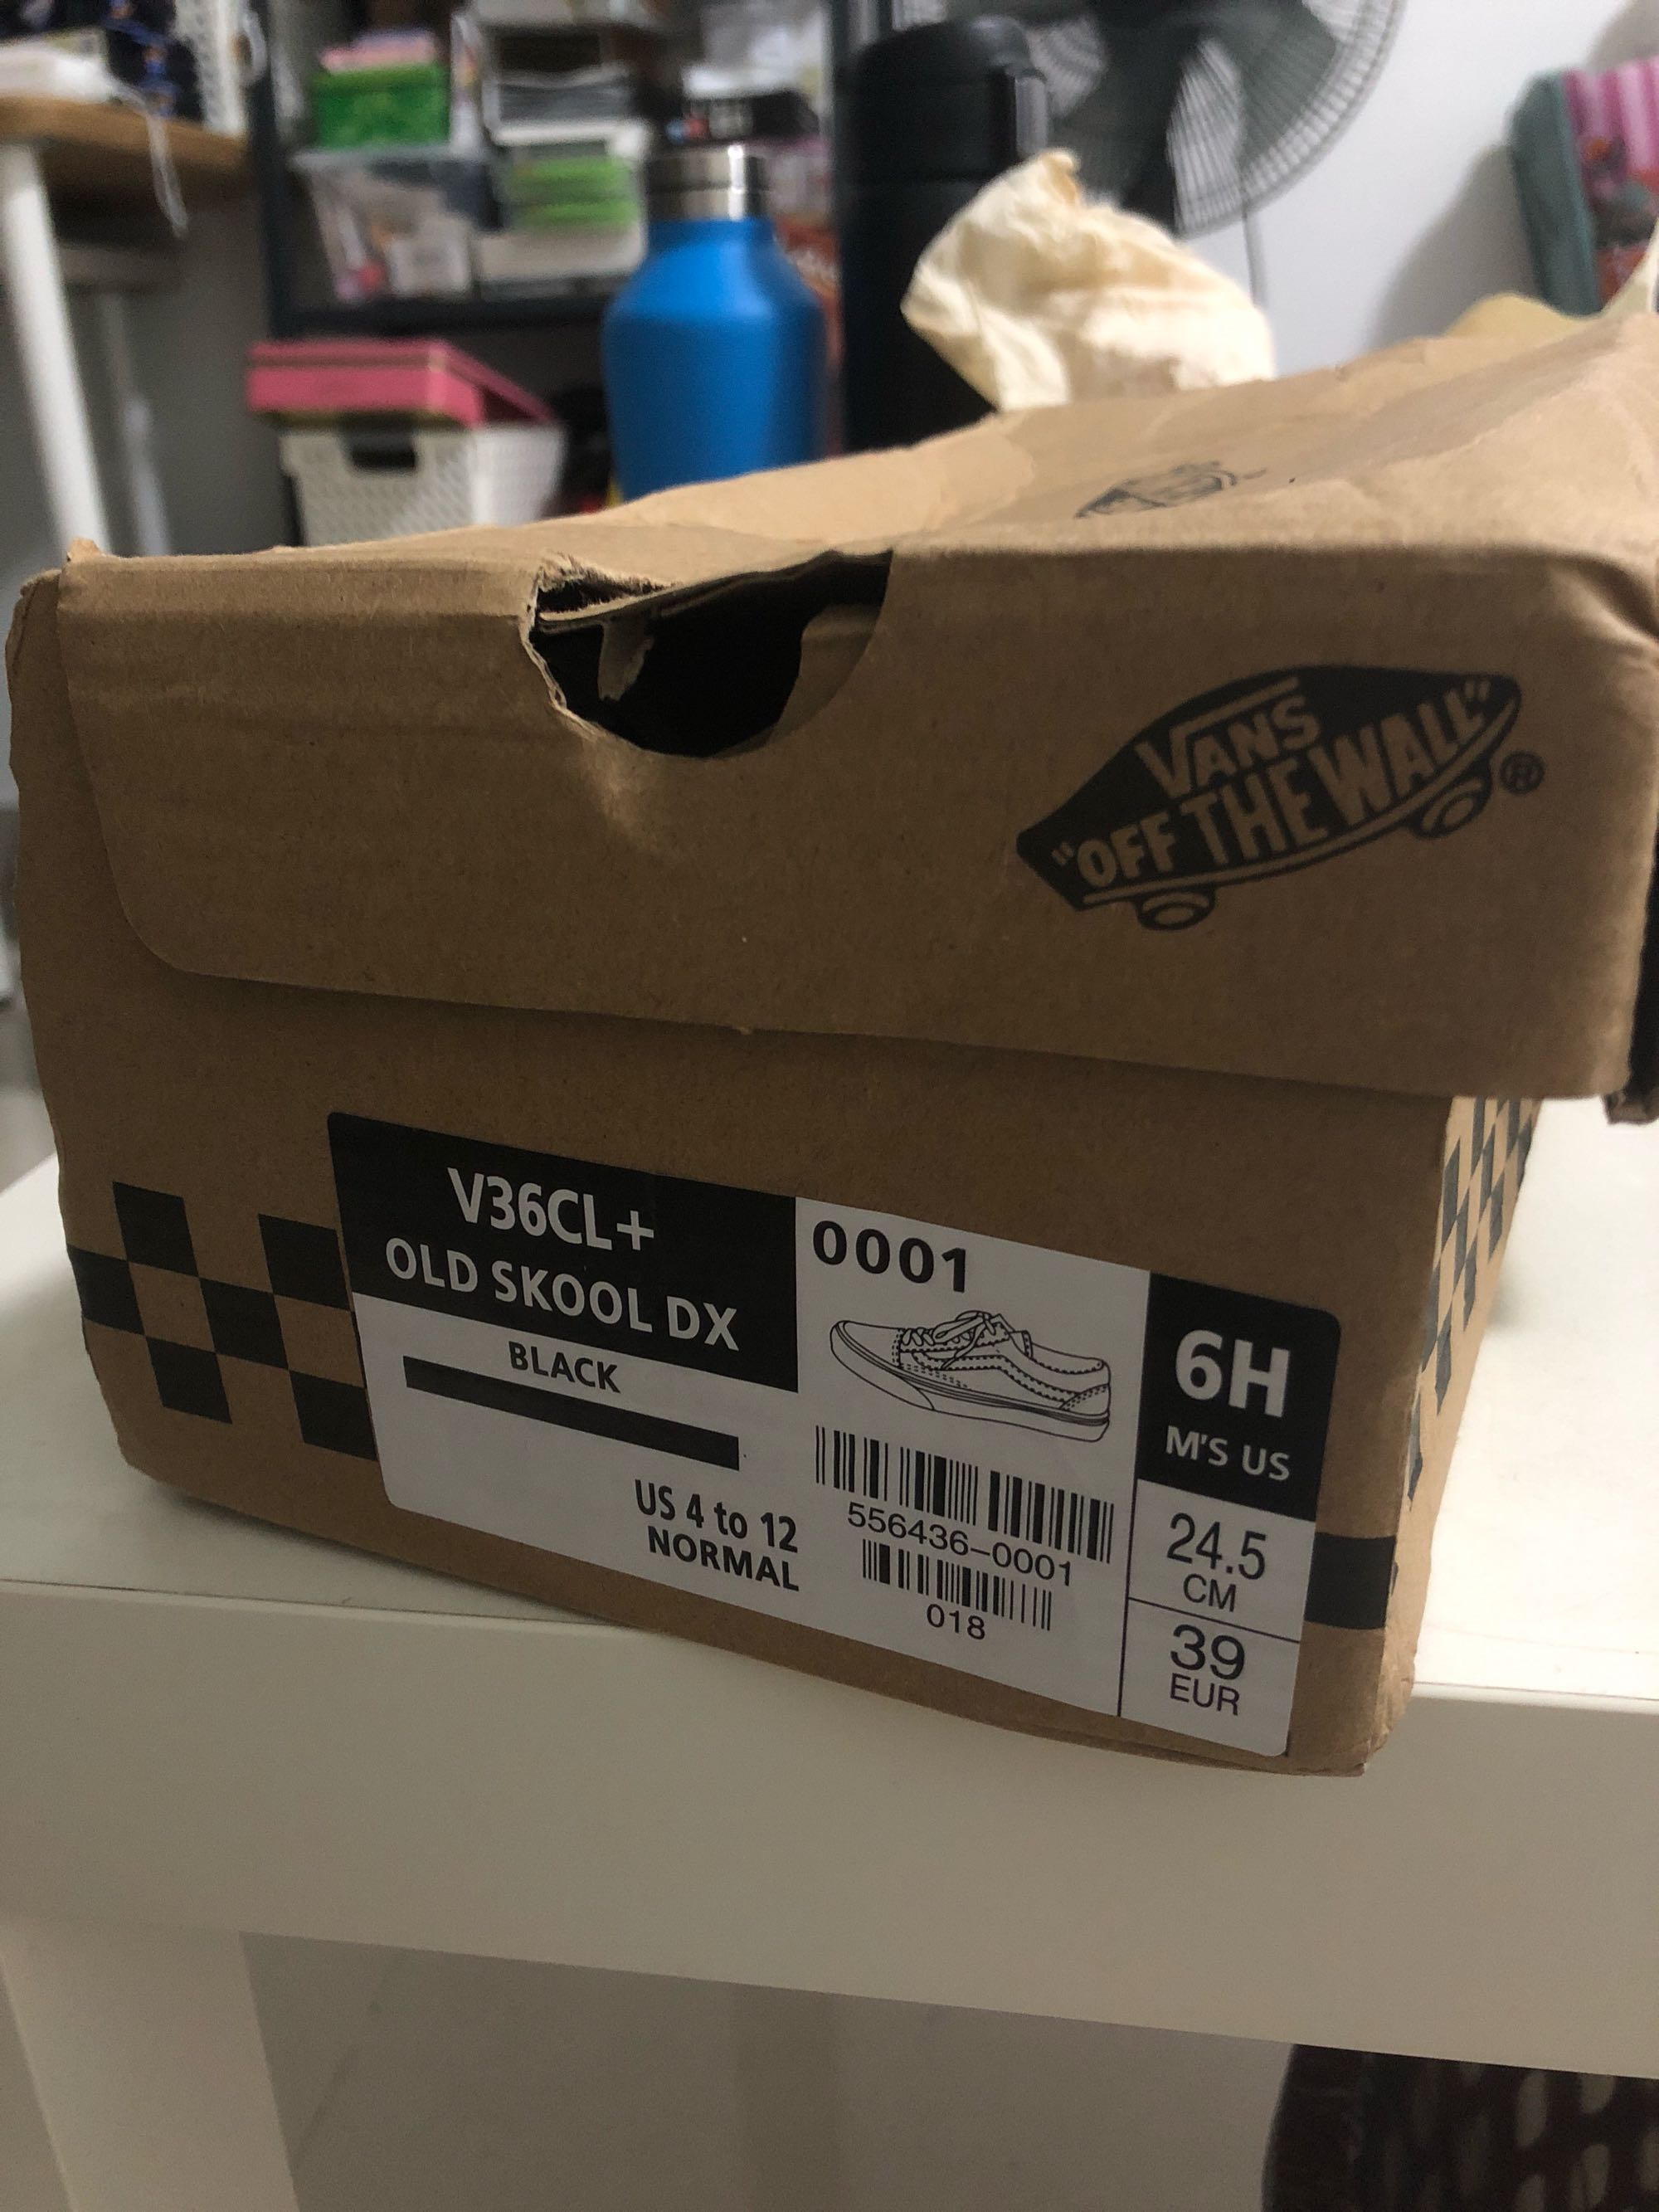 VANS
"OFF THE WALL"
®
V36CL+
OLD SKOOL DX
BLACK
US 4 to 12
NORMAL
0001
556436-0001
018
6H
M'S US
24.5
CM
39
EUR